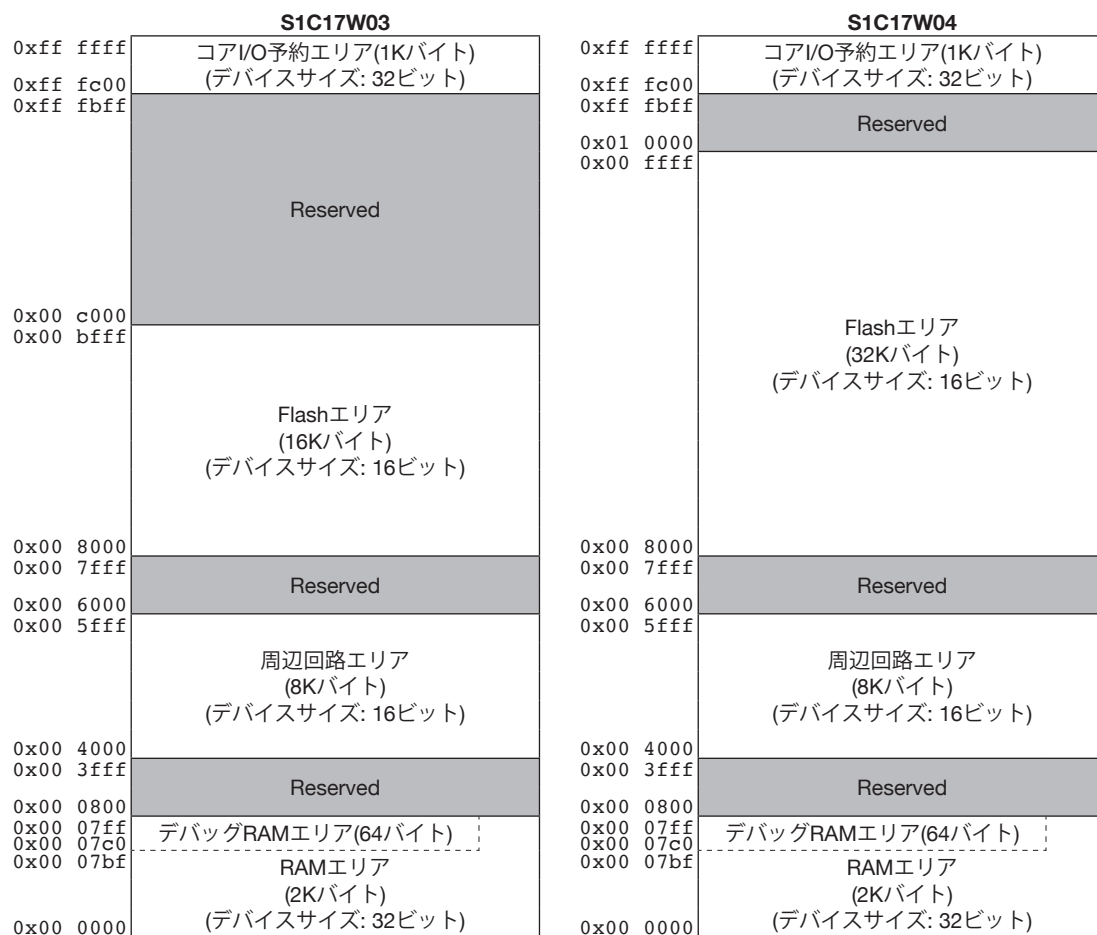 S1C17W03
0xff ffff
コアI/O予約エリア(1Kバイト)
(デバイスサイズ: 32ビット)
0xff fc00
0xff fbff
Reserved
0x00 c000
0x00 bfff
Flashエリア
(16Kバイト)
(デバイスサイズ: 16ビット)
0x00 8000
0x00 7fff
Reserved
0x00 6000
0x00 5fff
周辺回路エリア
(8Kバイト)
(デバイスサイズ: 16ビット)
0x00 4000
0x00 3fff
Reserved
0x00 0800
0x00 07ff
デバッグRAMエリア(64バイト)
0x00 07c0
0x00 07bf
RAMエリア
(2Kバイト)
(デバイスサイズ: 32ビット)
0x00 0000
S1C17W04
0xff ffff
コアI/O予約エリア(1Kバイト)
(デバイスサイズ: 32ビット)
0xff fc00
0xff fbff
Reserved
0x01 0000
0x00 ffff
Flashエリア
(32Kバイト)
(デバイスサイズ: 16ビット)
0x00 8000
0x00 7fff
Reserved
0x00 6000
0x00 5fff
周辺回路エリア
(8Kバイト)
(デバイスサイズ: 16ビット)
0x00 4000
0x00 3fff
Reserved
0x00 0800
0x00 07ff
デバッグRAMエリア(64バイト)
0x00 07c0
0x00 07bf
RAMエリア
(2Kバイト)
(デバイスサイズ: 32ビット)
0x00 0000